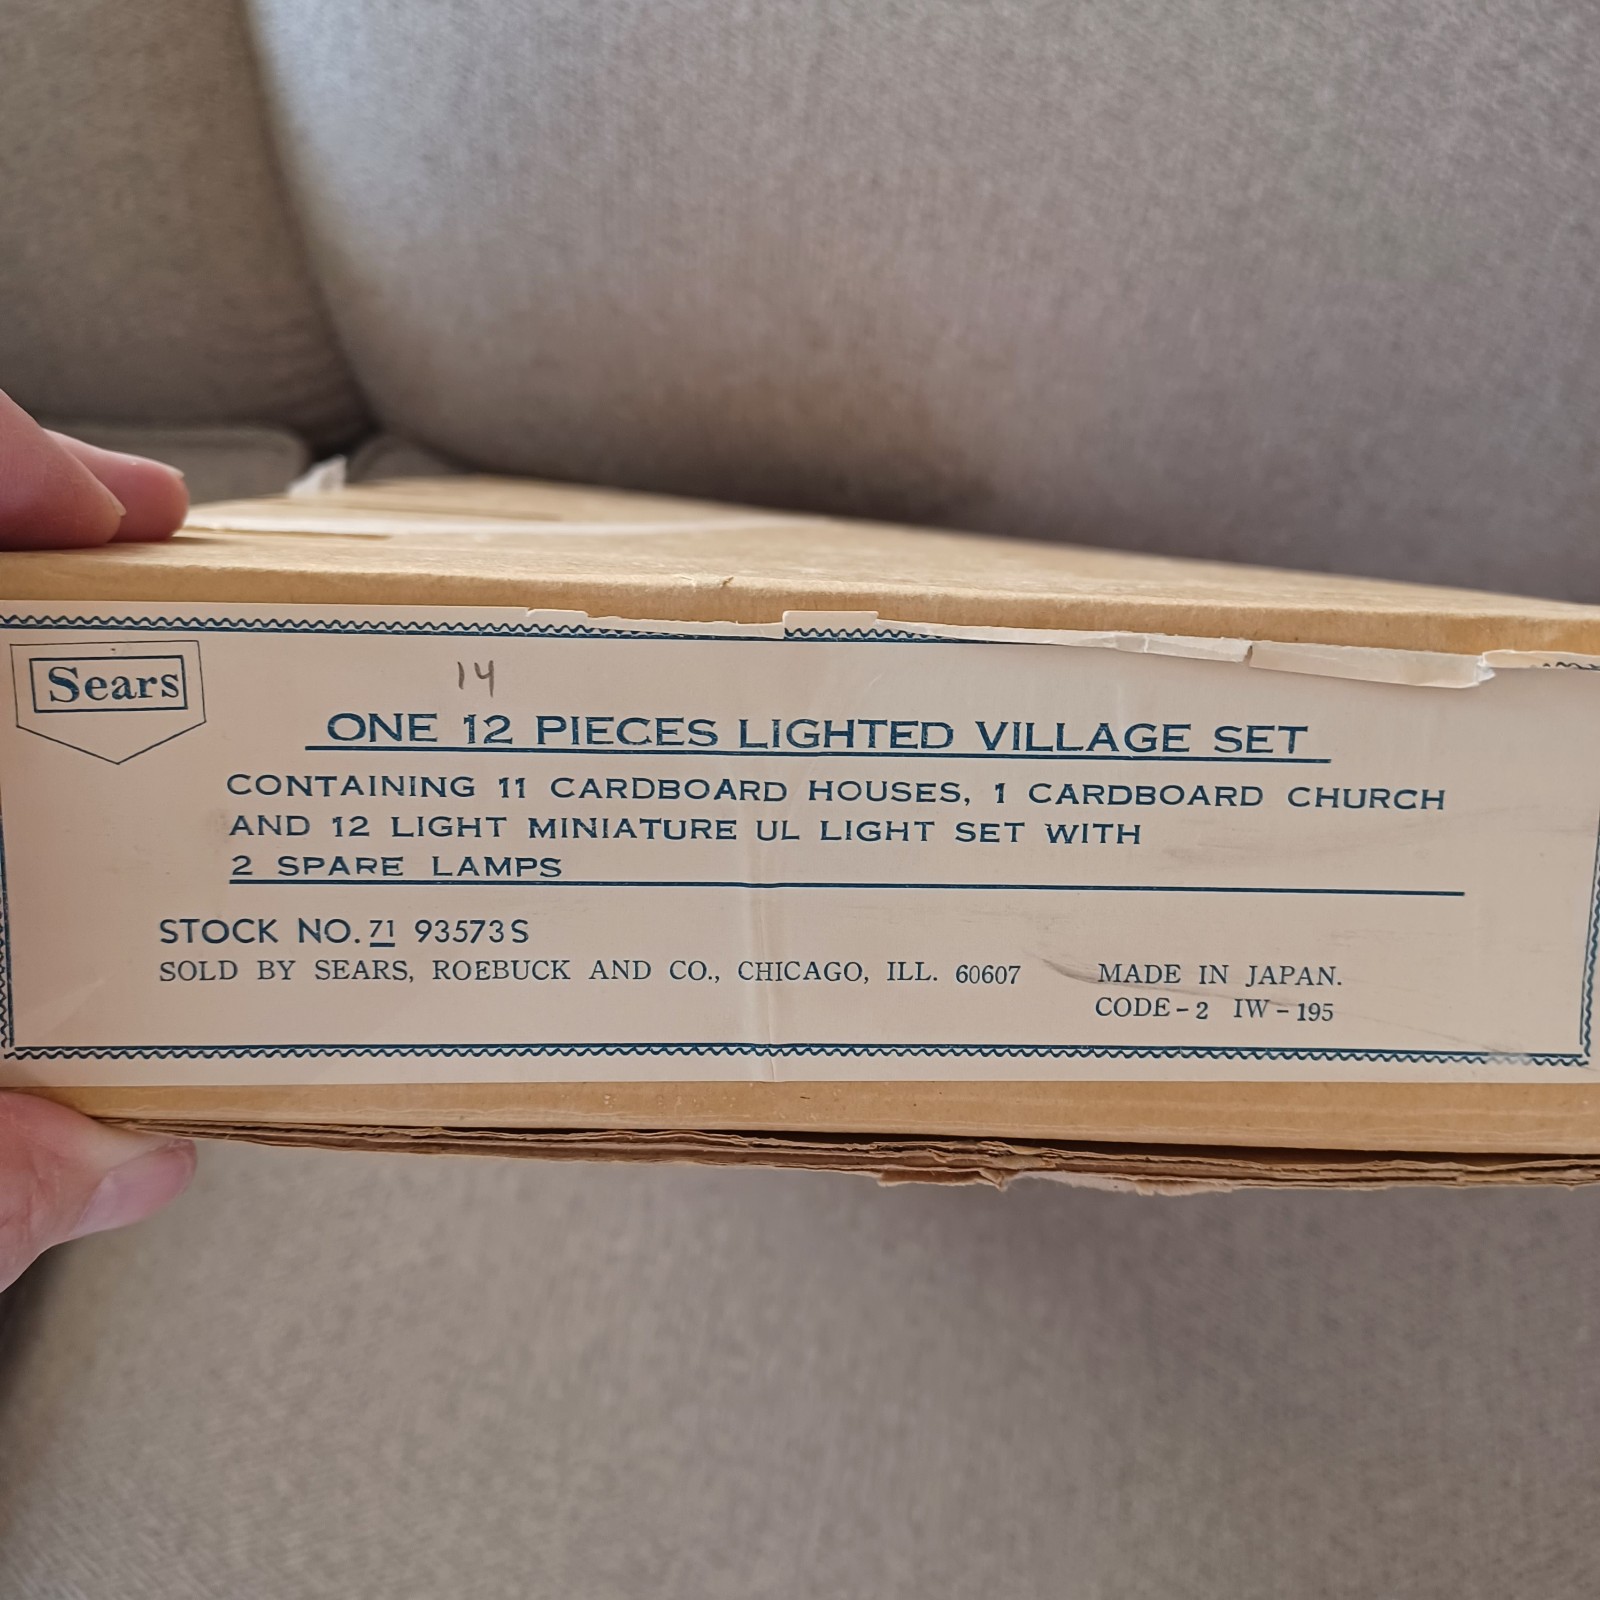 Sears
14
ONE 12 PIECES LIGHTED VILLAGE SET
CONTAINING 11 CARDBOARD HOUSES, 1 CARDBOARD CHURCH
AND 12 LIGHT MINIATURE UL LIGHT SET WITH
2 SPARE LAMPS
STOCK NO. 71 93573S
SOLD BY SEARS, ROEBUCK AND CO., CHICAGO, ILL. 60607
MADE IN JAPAN.
CODE-2 IW-195